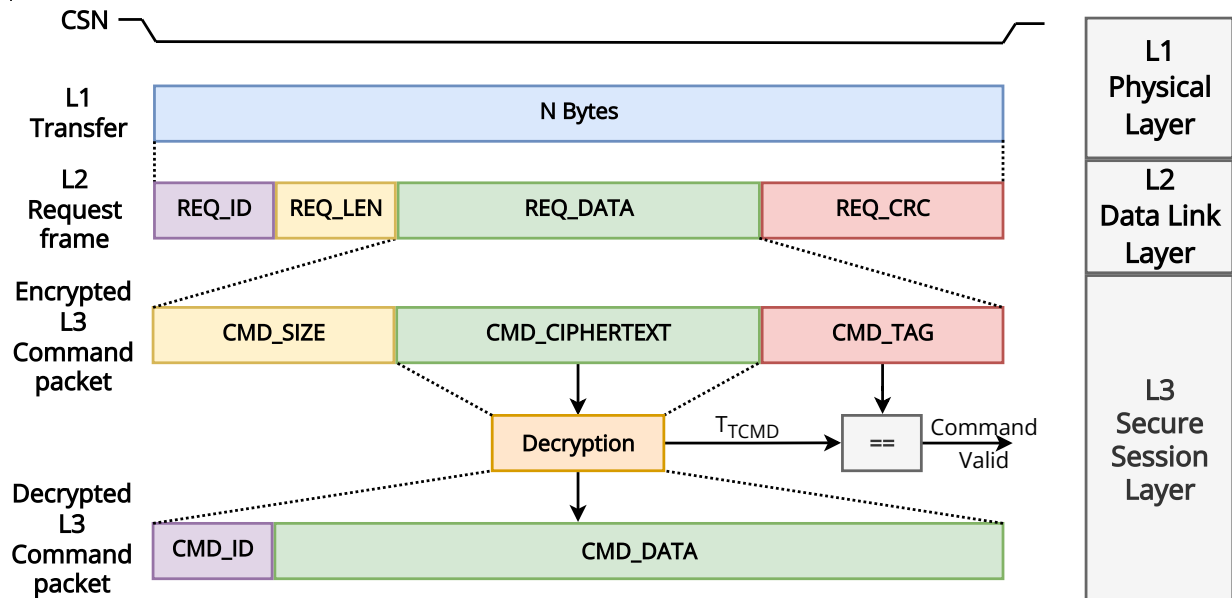 CSN
L1
Transfer
N Bytes
L1
Physical
Layer
L2
Request
frame
REQ_ID
REQ_LEN
REQ_DATA
REQ_CRC
L2
Data Link
Layer
Encrypted
L3
Command
packet
CMD_SIZE
CMD_CIPHERTEXT
CMD_TAG
Decryption
TTCMD
==
Command
Valid
L3
Secure
Session
Layer
Decrypted
L3
Command
packet
CMD_ID
CMD_DATA